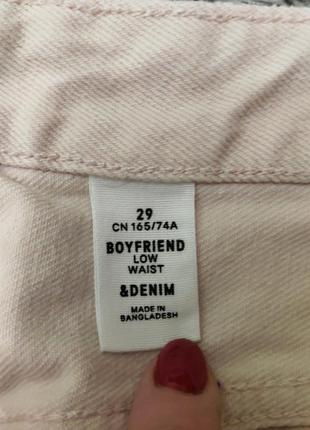 29
CN 165/74A
BOYFRIEND
LOW
WAIST
&DENIM
MADE IN
BANGLADESH